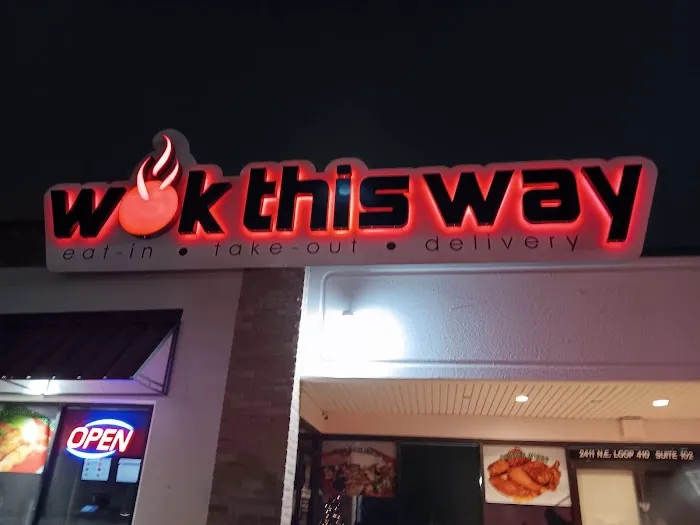 wok this way
eat-in • take-out • delivery
OPEN
2411 N.E. LOOP 410 SUITE 102